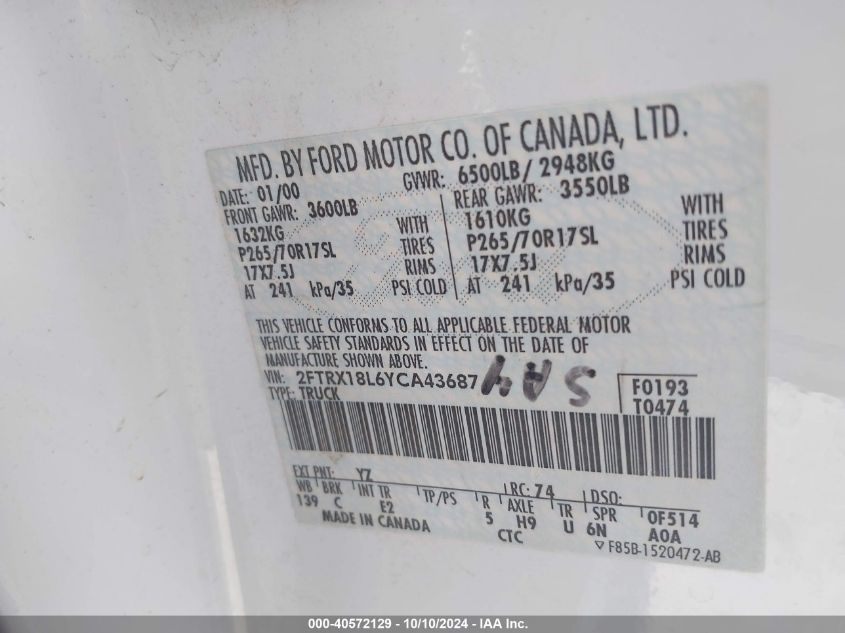 MFD. BY FORD MOTOR CO. OF CANADA, LTD.
DATE: 01/00 GVWR: 6500LB/ 2948KG
FRONT GAWR: 3600LB REAR GAWR: 3550LB
1632KG WITH 1610KG WITH
P265/70R17SL TIRES P265/70R17SL TIRES
17X7.5J RIMS 17X7.5J RIMS
AT 241 kPa/35 PSI COLD AT 241 kPa/35 PSI COLD
THIS VEHICLE CONFORMS TO ALL APPLICABLE FEDERAL MOTOR
VEHICLE SAFETY STANDARDS IN EFFECT ON THE DATE OF
MANUFACTURE SHOWN ABOVE.
VIN: 2FTRX18L6YCA43687 F0193
TYPE: TRUCK T0474
EXT PNT: YZ RC: 74 DSO:
WB BRK INT TR TP/PS R AXLE TR SPR 0F514
139 C E2 5 H9 U 6N A0A
MADE IN CANADA CTC F85B-1520472-AB
000-40572129 - 10/10/2024 - IAA Inc.